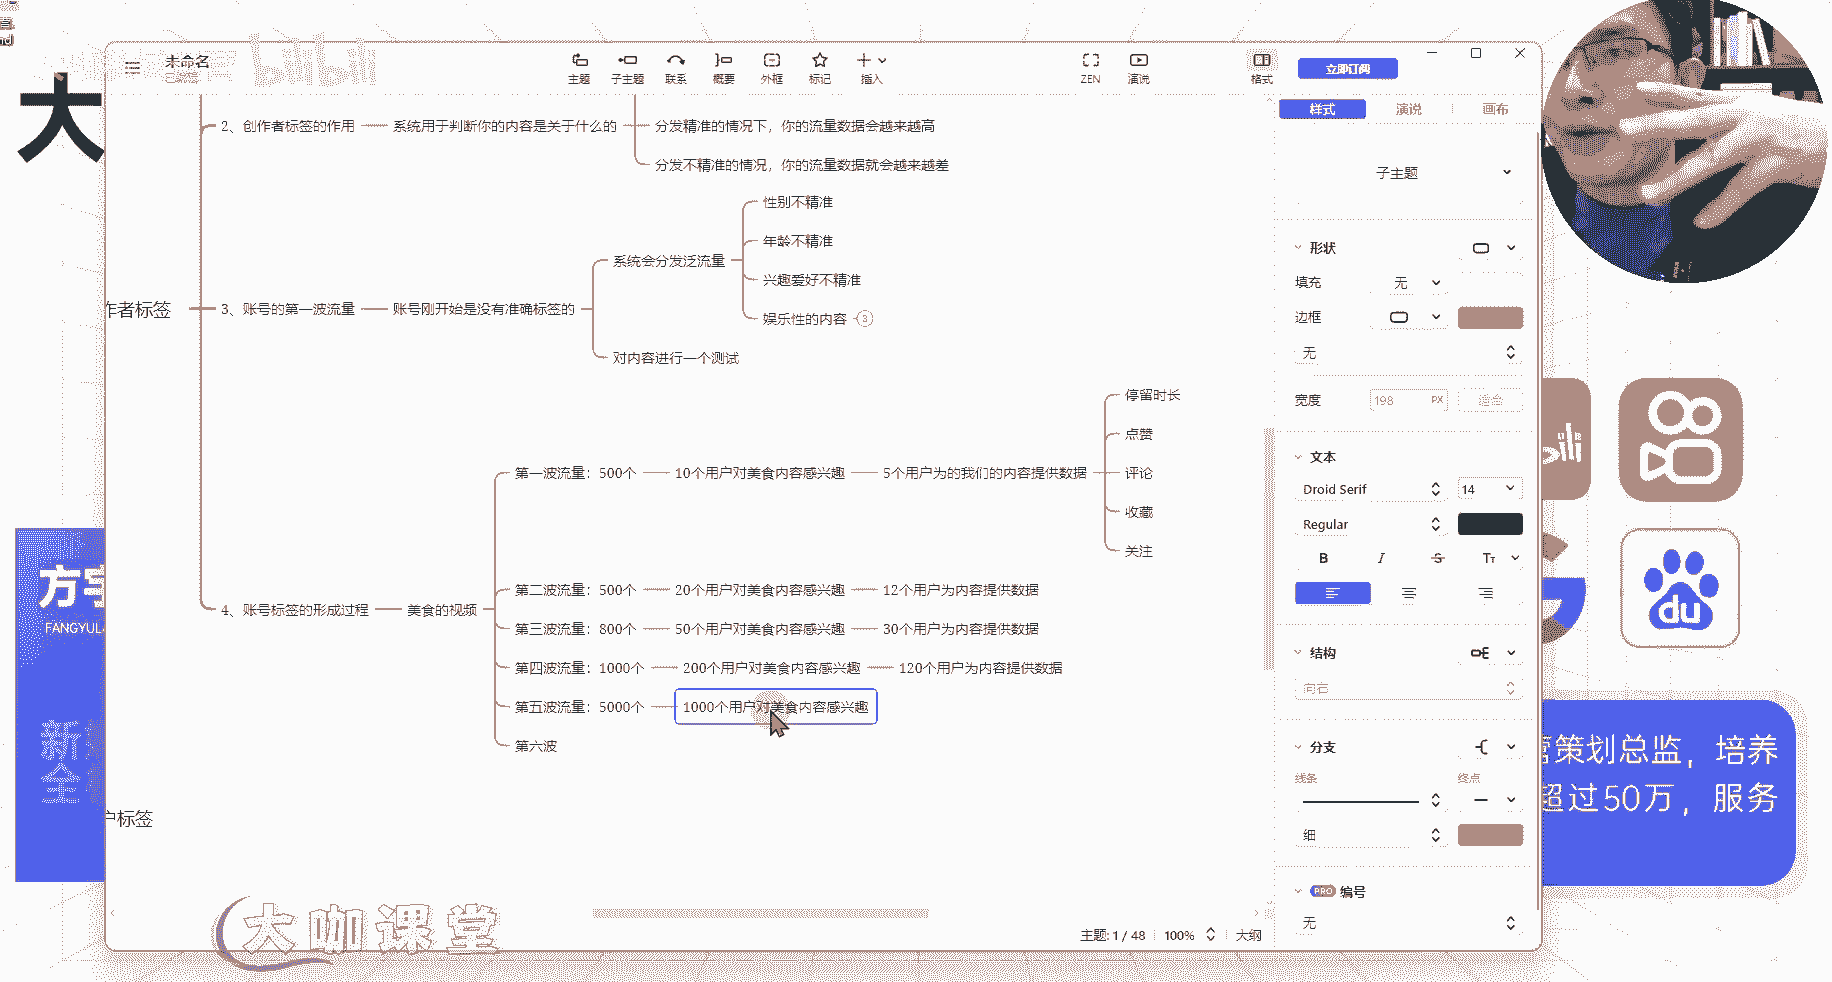 未命名
主题
子主题
联系
概要
外框
标记
插入
ZEN
演说
格式
立即订阅
bilibili
大
2、创作者标签的作用
系统用于判断你的内容是关于什么的
分发精准的情况下，你的流量数据会越来越高
分发不精准的情况，你的流量数据就会越来越差
作者标签
3、账号的第一波流量
账号刚开始是没有准确标签的
系统会分发泛流量
性别不精准
年龄不精准
兴趣爱好不精准
娱乐性的内容
3
对内容进行一个测试
4、账号标签的形成过程
美食的视频
第一波流量：500个
10个用户对美食内容感兴趣
5个用户为的我们的内容提供数据
停留时长
点赞
评论
收藏
关注
第二波流量：500个
20个用户对美食内容感兴趣
12个用户为内容提供数据
第三波流量：800个
50个用户对美食内容感兴趣
30个用户为内容提供数据
第四波流量：1000个
200个用户对美食内容感兴趣
120个用户为内容提供数据
第五波流量：5000个
1000个用户对美食内容感兴趣
第六波
户标签
样式
演说
画布
子主题
形状
填充
无
边框
无
宽度
198
PX
适合
文本
Droid Serif
14
Regular
B
I
S
Tт
结构
向右
分支
线条
终点
细
PRO
编号
无
主题: 1 / 48
100%
大纲
FANGYU
新
全
du
策划总监，培养
超过50万，服务
大咖课堂